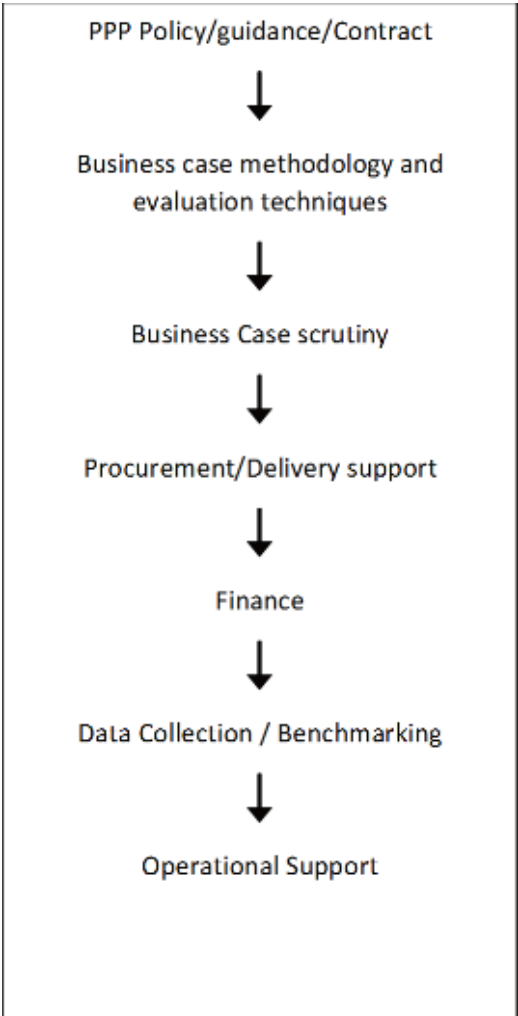 PPP Policy/guidance/Contract
Business case methodology and
evaluation techniques
Business Case scrutiny
Procurement/Delivery support
Finance
Data Collection / Benchmarking
Operational Support